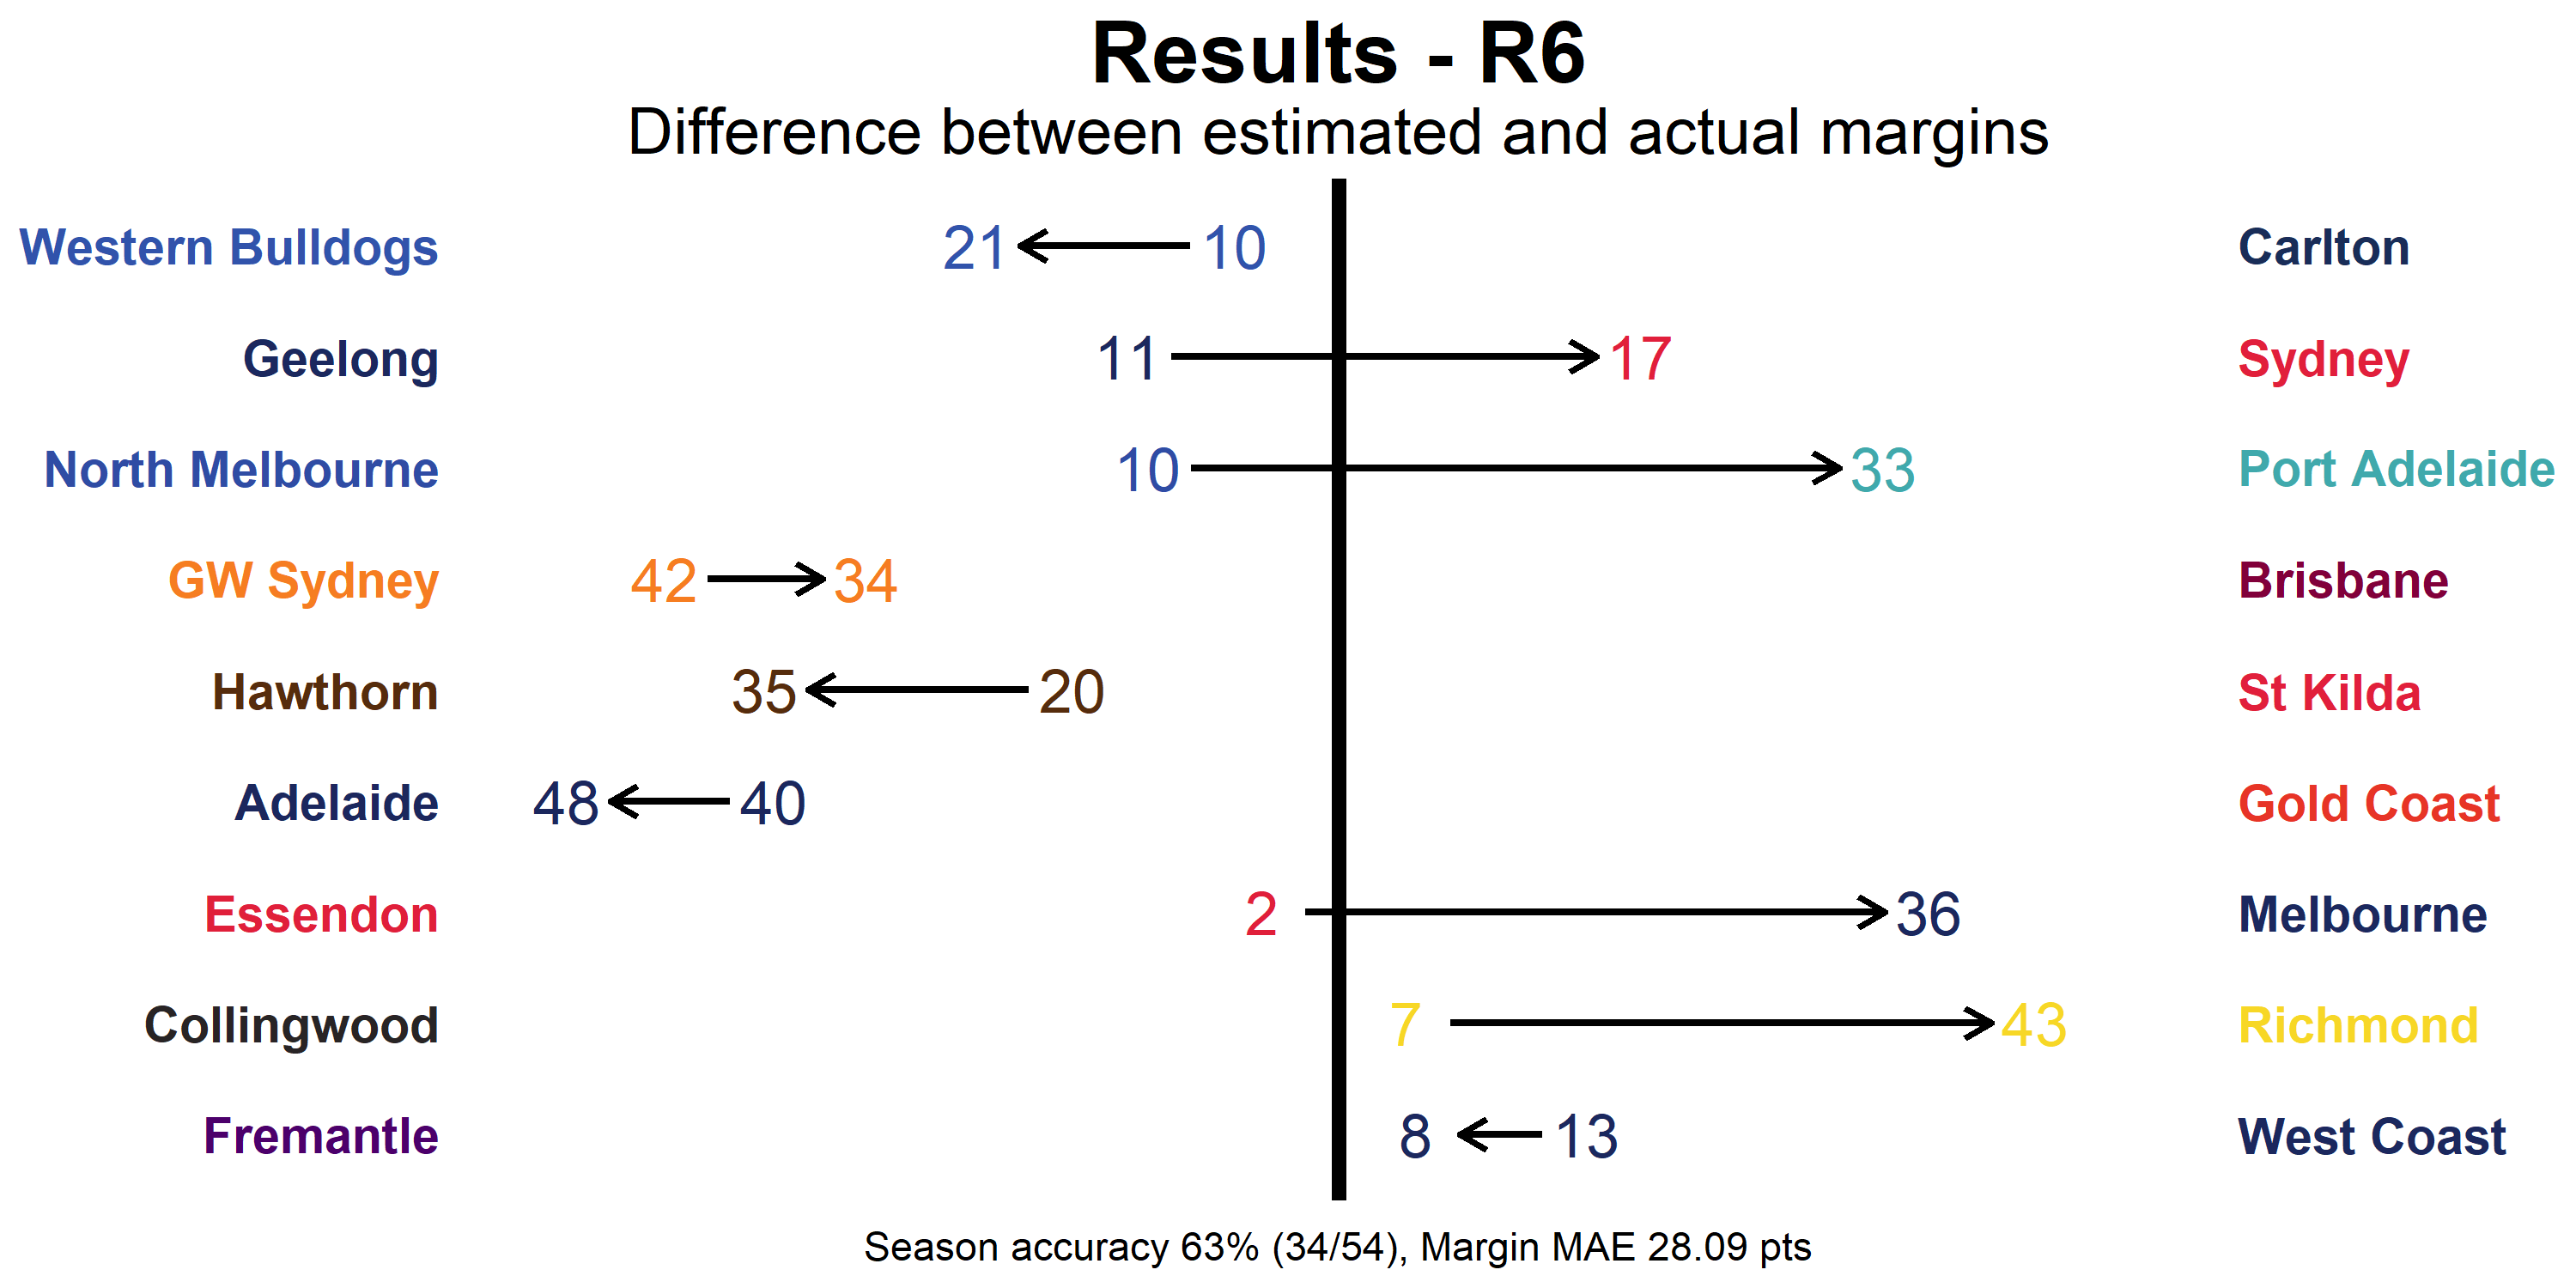 Results - R6
Difference between estimated and actual margins
Western Bulldogs 21 10 Carlton
Geelong 11 17 Sydney
North Melbourne 10 33 Port Adelaide
GW Sydney 42 34 Brisbane
Hawthorn 35 20 St Kilda
Adelaide 48 40 Gold Coast
Essendon 2 36 Melbourne
Collingwood 7 43 Richmond
Fremantle 8 13 West Coast
Season accuracy 63% (34/54), Margin MAE 28.09 pts